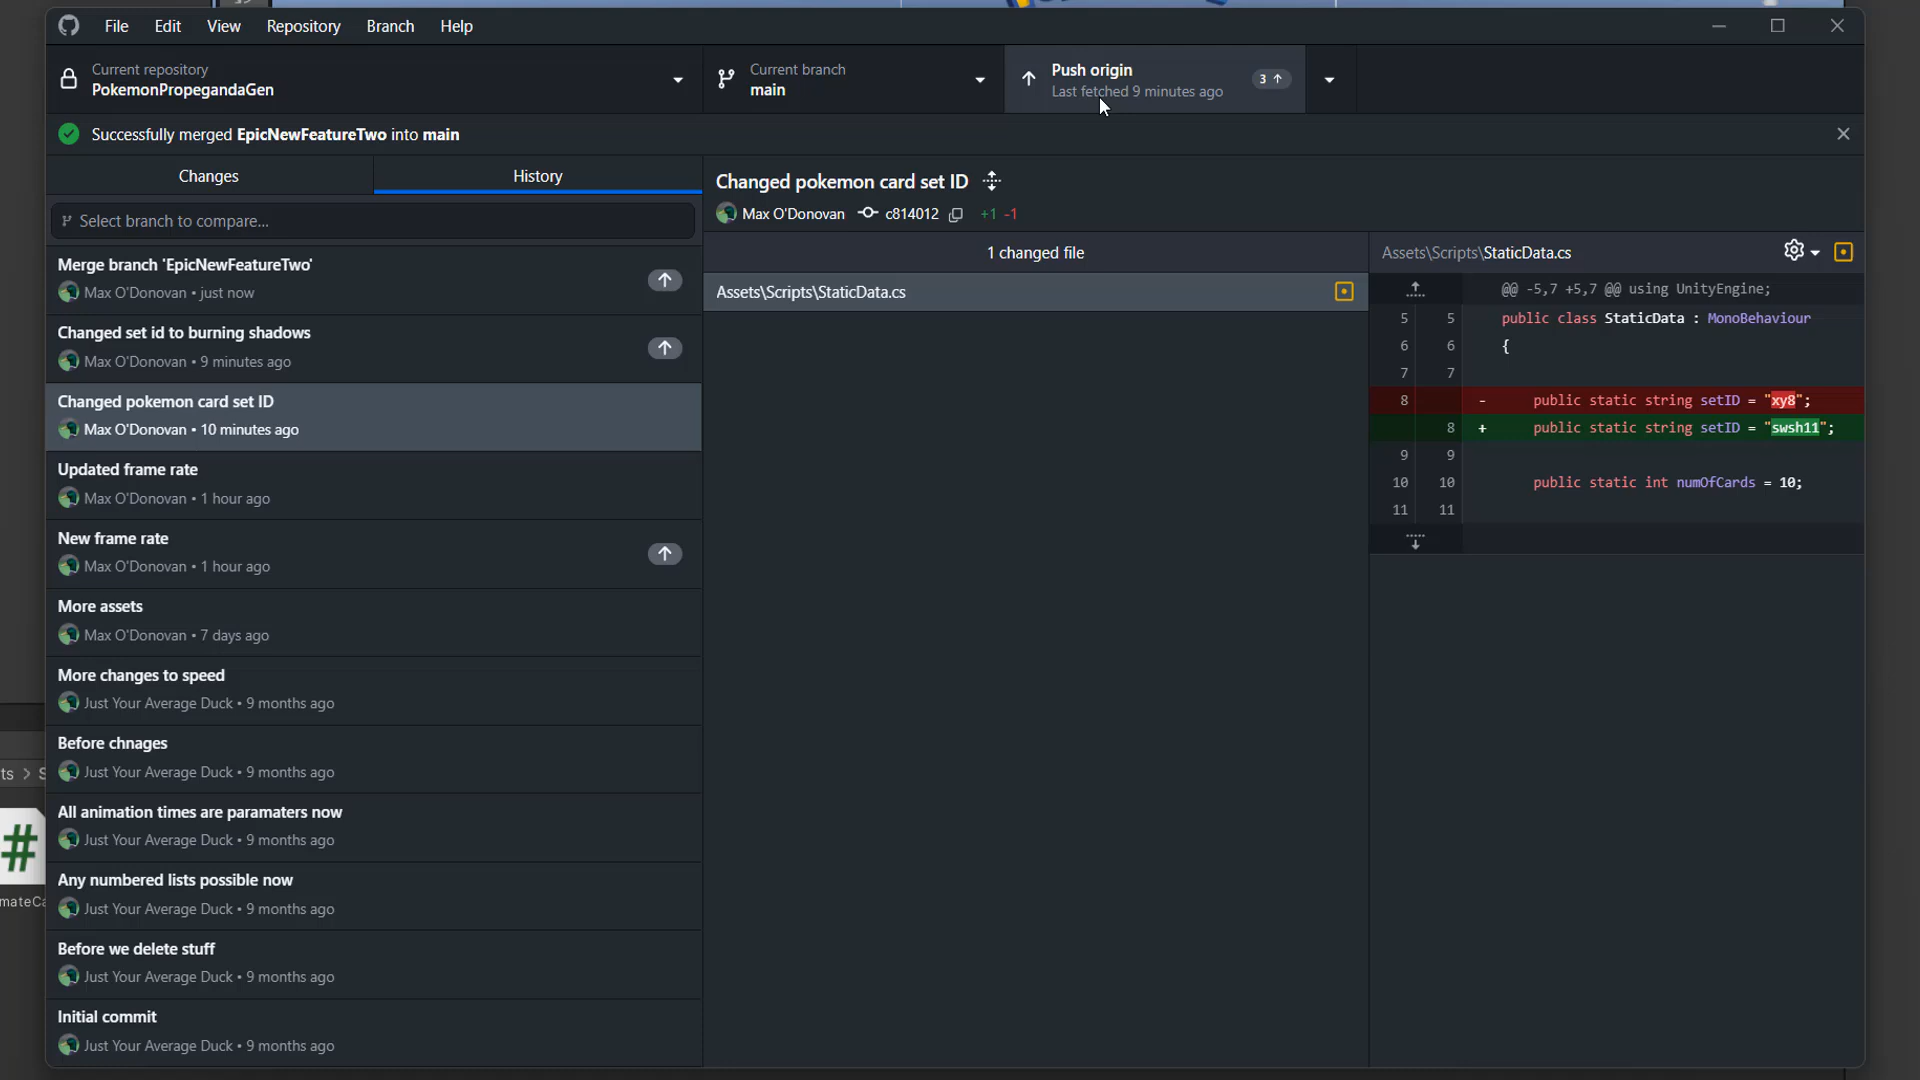 File Edit View Repository Branch Help
Current repository
PokemonPropegandaGen
Current branch
main
Push origin
Last fetched 9 minutes ago
3
Successfully merged EpicNewFeatureTwo into main
Changes
History
Select branch to compare...
Merge branch 'EpicNewFeatureTwo'
Max O'Donovan • just now
Changed set id to burning shadows
Max O'Donovan • 9 minutes ago
Changed pokemon card set ID
Max O'Donovan • 10 minutes ago
Updated frame rate
Max O'Donovan • 1 hour ago
New frame rate
Max O'Donovan • 1 hour ago
More assets
Max O'Donovan • 7 days ago
More changes to speed
Just Your Average Duck • 9 months ago
Before chnages
Just Your Average Duck • 9 months ago
All animation times are paramaters now
Just Your Average Duck • 9 months ago
Any numbered lists possible now
Just Your Average Duck • 9 months ago
Before we delete stuff
Just Your Average Duck • 9 months ago
Initial commit
Just Your Average Duck • 9 months ago
Changed pokemon card set ID
Max O'Donovan c814012 +1 -1
1 changed file
Assets\Scripts\StaticData.cs
Assets\Scripts\StaticData.cs
@@ -5,7 +5,7 @@ using UnityEngine;
5 5 public class StaticData : MonoBehaviour
6 6 {
7 7
8 - public static string setID = "xy8";
8 + public static string setID = "swsh11";
9 9
10 10 public static int numOfCards = 10;
11 11
ts > S
#
mateCa